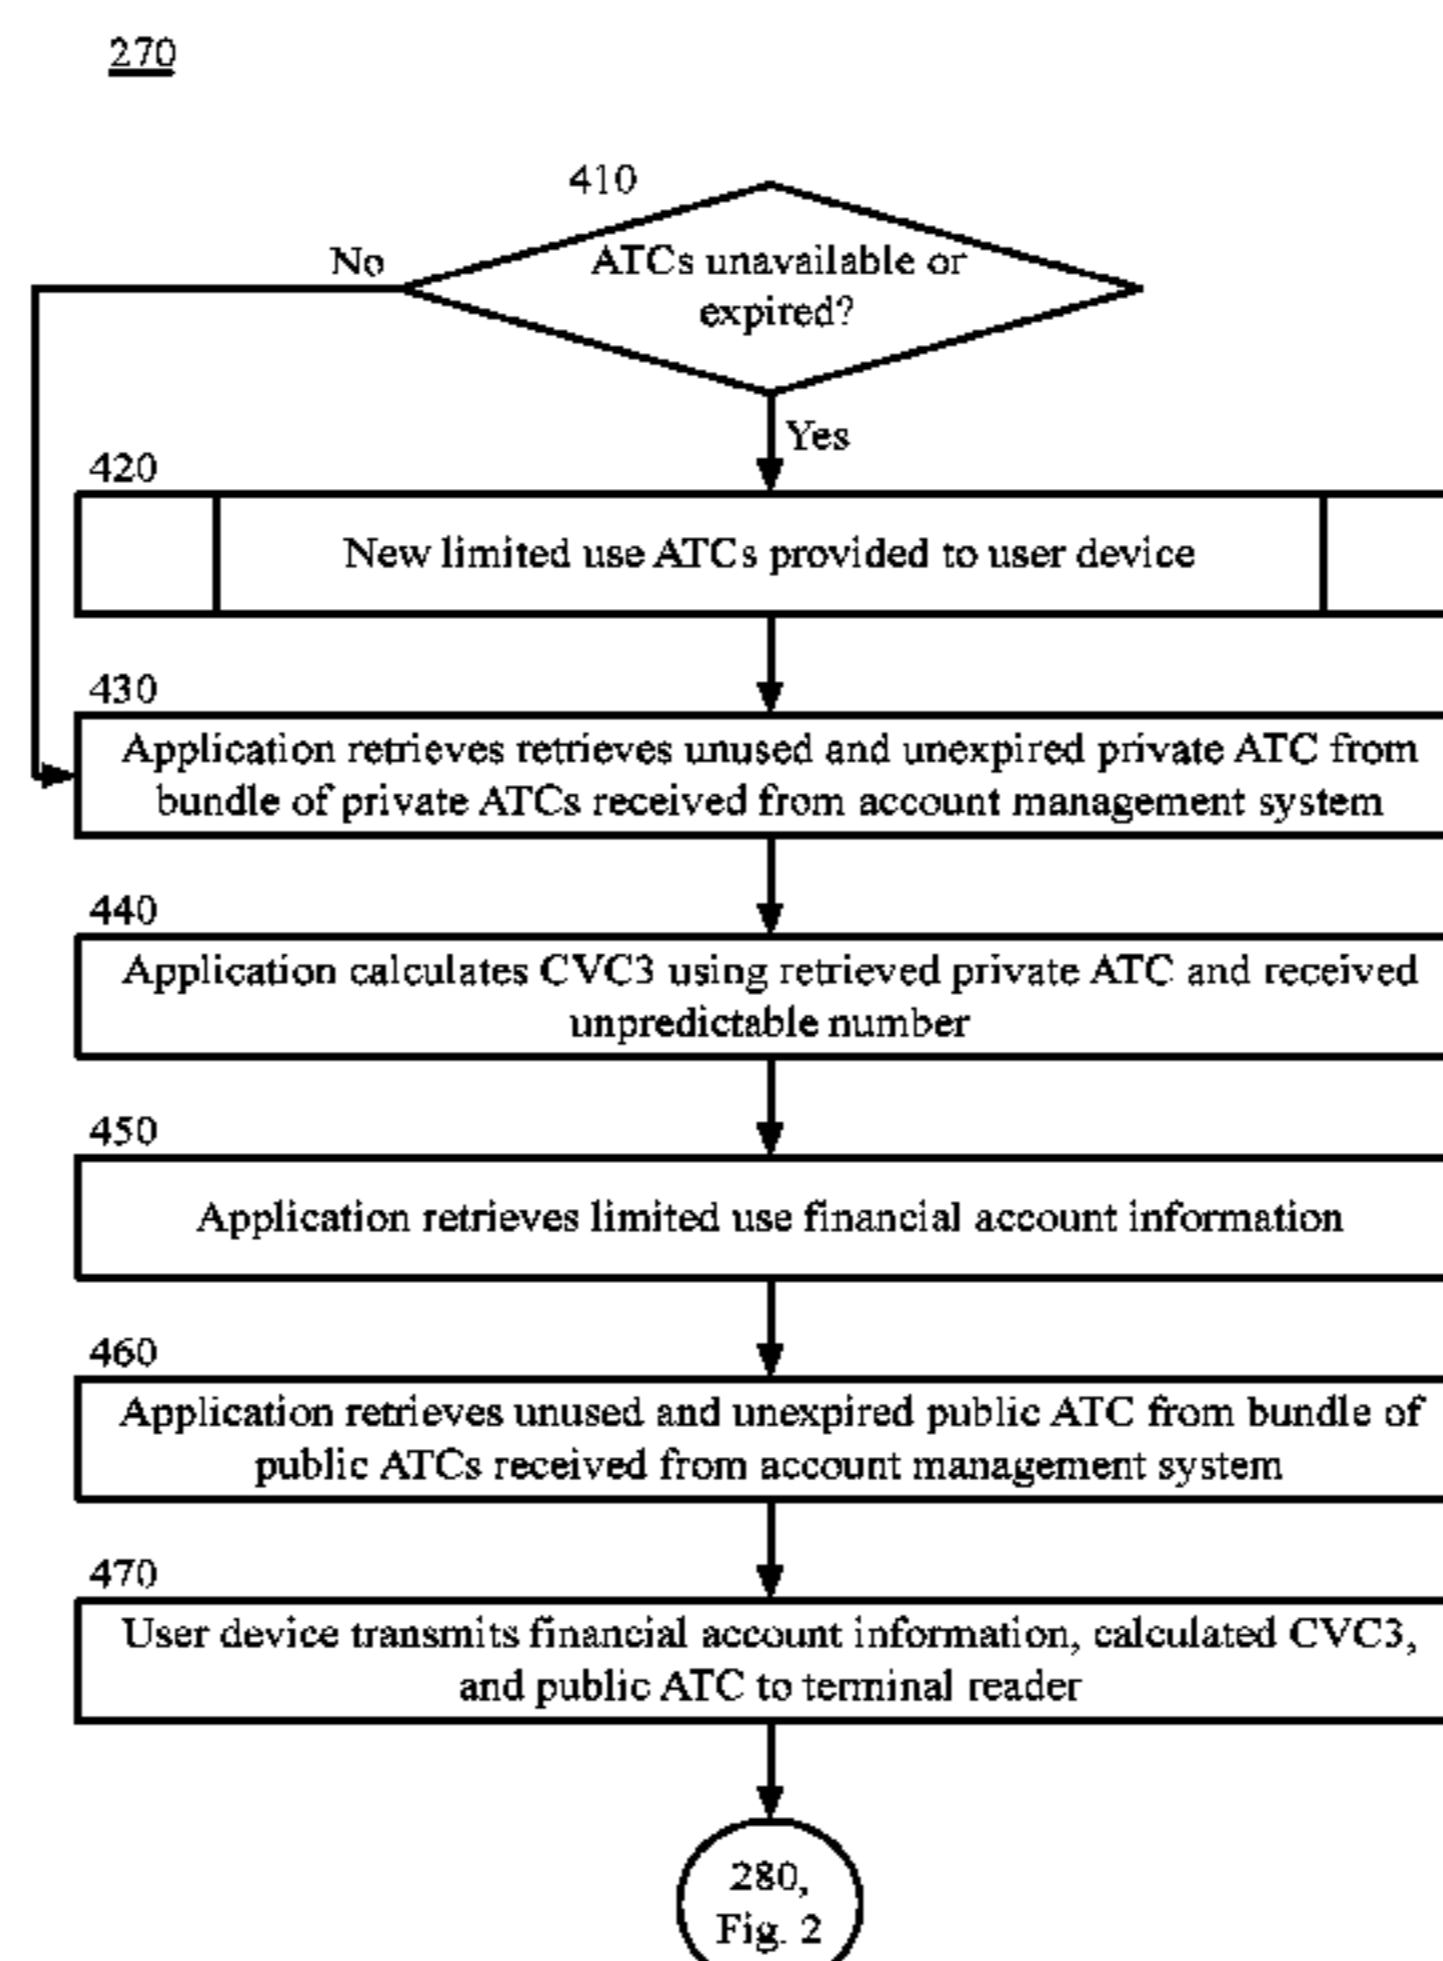 270
410
No
ATCs unavailable or
expired?
Yes
420
New limited use ATCs provided to user device
430
Application retrieves retrieves unused and unexpired private ATC from
bundle of private ATCs received from account management system
440
Application calculates CVC3 using retrieved private ATC and received
unpredictable number
450
Application retrieves limited use financial account information
460
Application retrieves unused and unexpired public ATC from bundle of
public ATCs received from account management system
470
User device transmits financial account information, calculated CVC3,
and public ATC to terminal reader
280,
Fig. 2